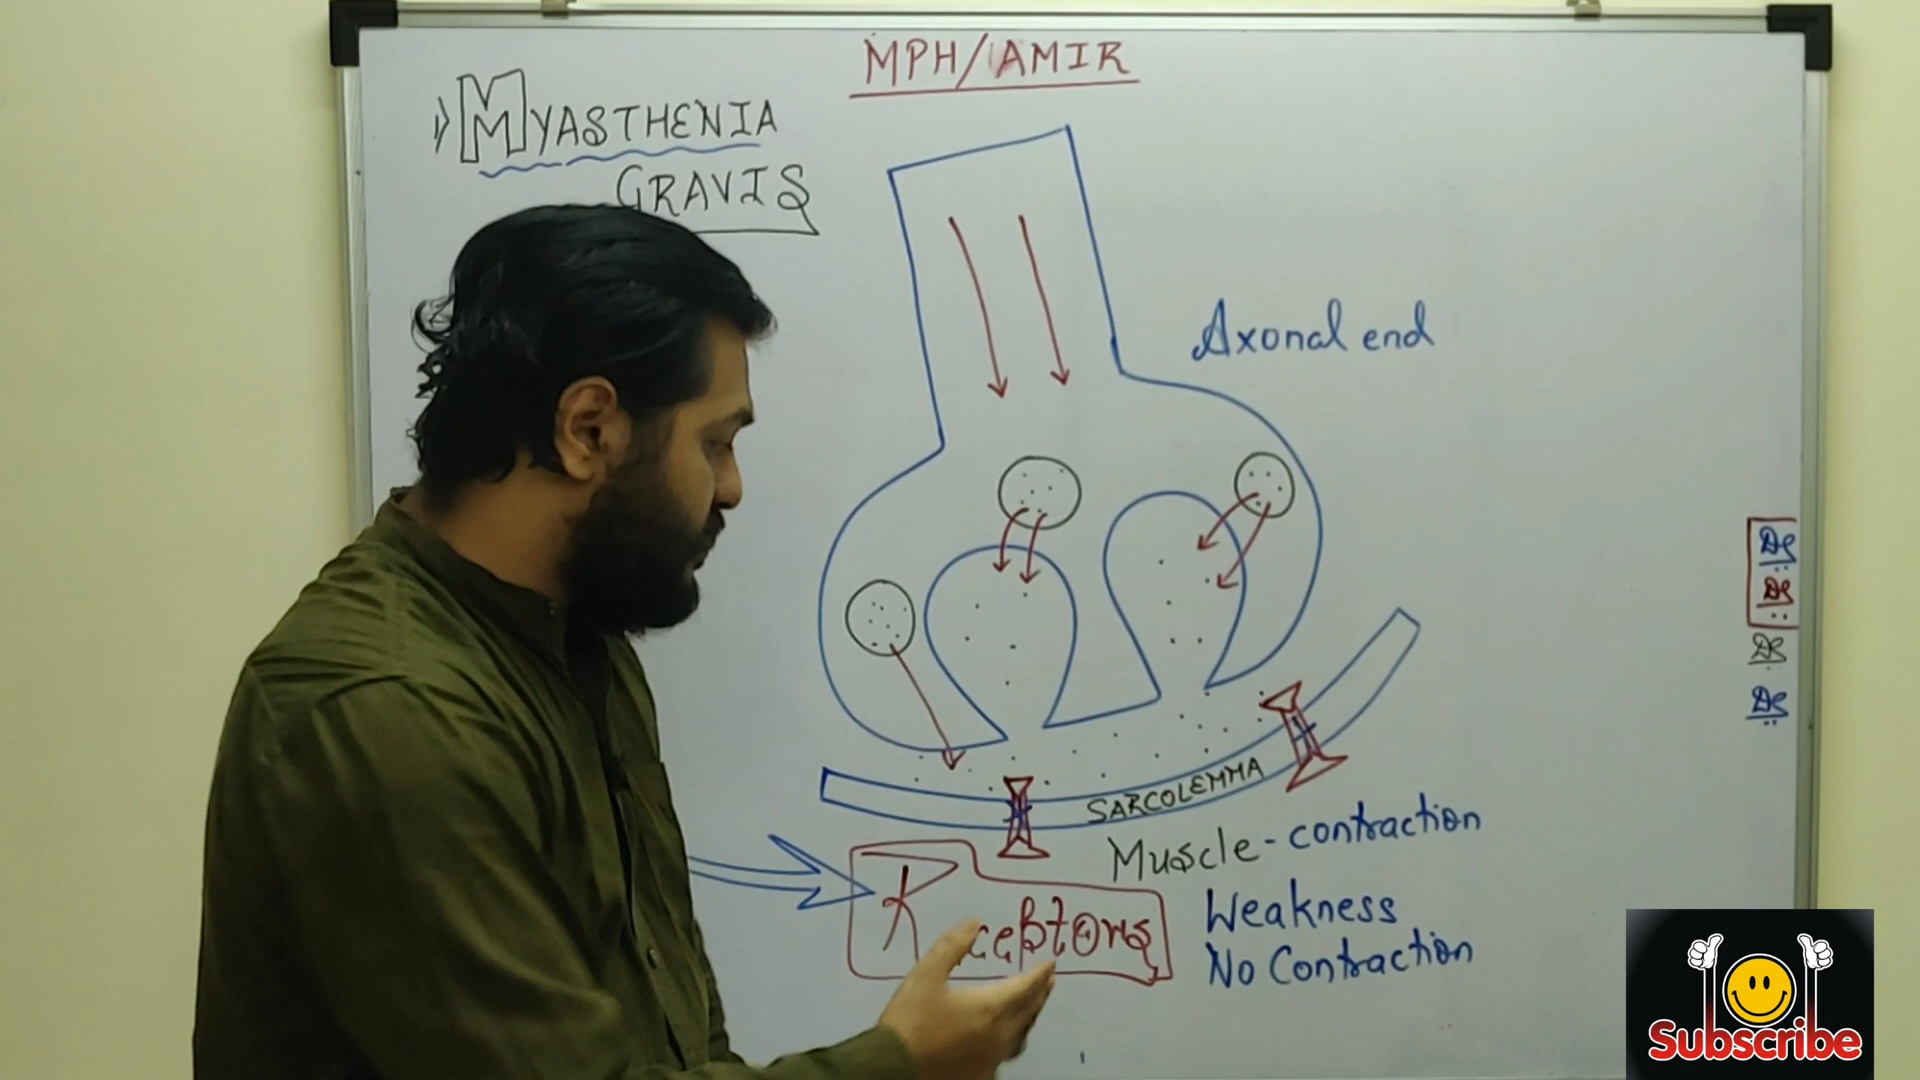 MPH/AMIR
MYASTHENIA
GRAVIS
Axonal end
SARCOLEMMA
Muscle-contraction
Receptors
Weakness
No Contraction
Subscribe